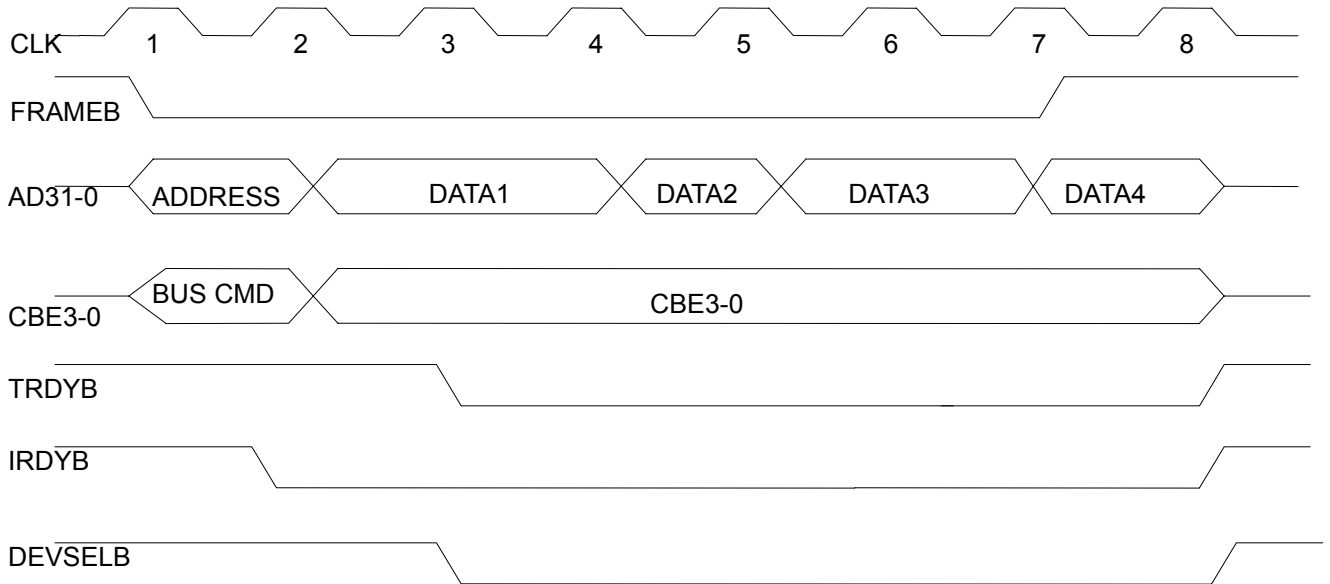 CLK 1 2 3 4 5 6 7 8
FRAMEB
AD31-0 ADDRESS DATA1 DATA2 DATA3 DATA4
BUS CMD
CBE3-0 CBE3-0
TRDYB
IRDYB
DEVSELB